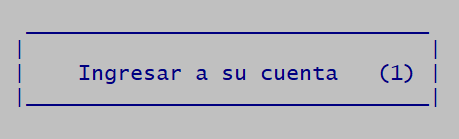 Ingresar a su cuenta (1)